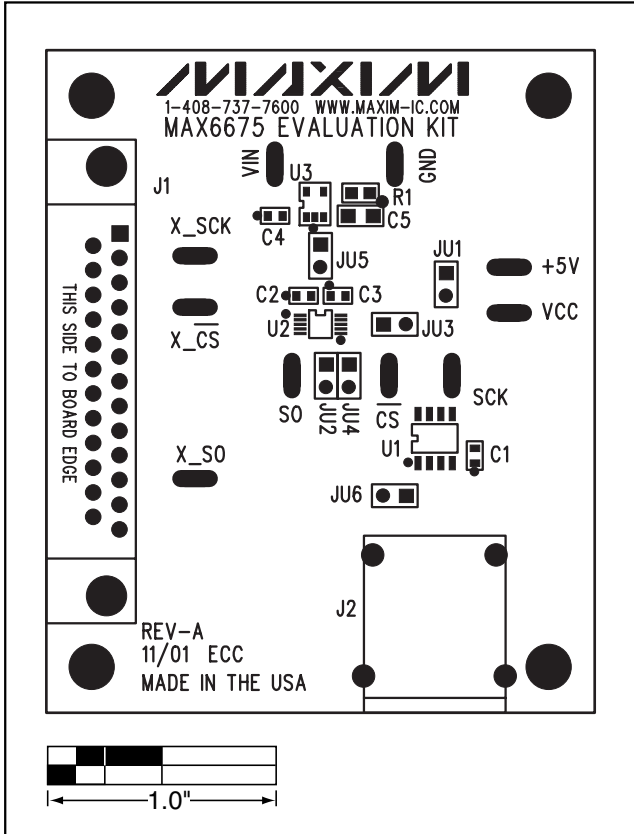 MAXIM
1-408-737-7600 WWW.MAXIM-IC.COM
MAX6675 EVALUATION KIT
VIN
GND
U3
J1
R1
X_SCK
C4
C5
JU5
JU1
+5V
C2
C3
VCC
U2
JU3
X_CS
THIS SIDE TO BOARD EDGE
SO
JU2
JU4
CS
SCK
U1
C1
X_SO
JU6
J2
REV-A
11/01 ECC
MADE IN THE USA
1.0"